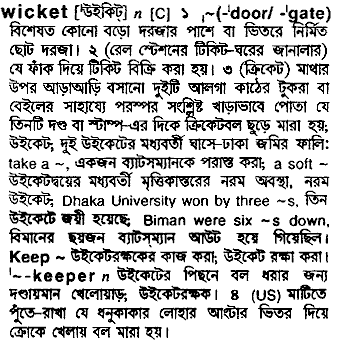 wicket [ˈউইকিট্] n [C] ১ ˌ~(-ˈdoor/ -ˈgate)
বিশেষত কোনো বড়ো দরজার পাশে বা ভিতরে নির্মিত
ছোট দরজা। ২ (রেল স্টেশনের টিকিট-ঘরের জানালার)
যে ফাঁক দিয়ে টিকিট বিক্রি করা হয়। ৩ (ক্রিকেট) মাথার
উপর আড়াআড়ি বসানো দুইটি আলগা কাঠের টুকরা বা
বেইলের সাহায্যে পরস্পর সংশ্লিষ্ট খাড়াভাবে পোতা যে
তিনটি দণ্ড বা স্টাম্প-এর দিকে ক্রিকেটবল ছুড়ে মারা হয়;
উইকেট; দুই উইকেটের মধ্যবর্তী ঘাসে-ঢাকা জমির ফালি:
take a ~, একজন ব্যাটসম্যানকে পরাস্ত করা; a soft ~
উইকেটদ্বয়ের মধ্যবর্তী মৃত্তিকাস্তরের নরম অবস্থা, নরম
উইকেট; Dhaka University won by three ~s, তিন
উইকেটে জয়ী হয়েছে; Biman were six ~s down,
বিমানের ছয়জন ব্যাটস্‌ম্যান আউট হয়ে গিয়েছিল।
Keep ~ উইকেটরক্ষকের কাজ করা; উইকেট রক্ষা করা।
ˈ~-keeper n উইকেটের পিছনে বল ধরার জন্য
দণ্ডায়মান খেলোয়াড়; উইকেটরক্ষক। ৪ (US) মাটিতে
পুঁতে-রাখা যে ধনুকাকার লোহার আংটার ভিতর দিয়ে
ক্রোকে খেলায় বল মারা হয়।